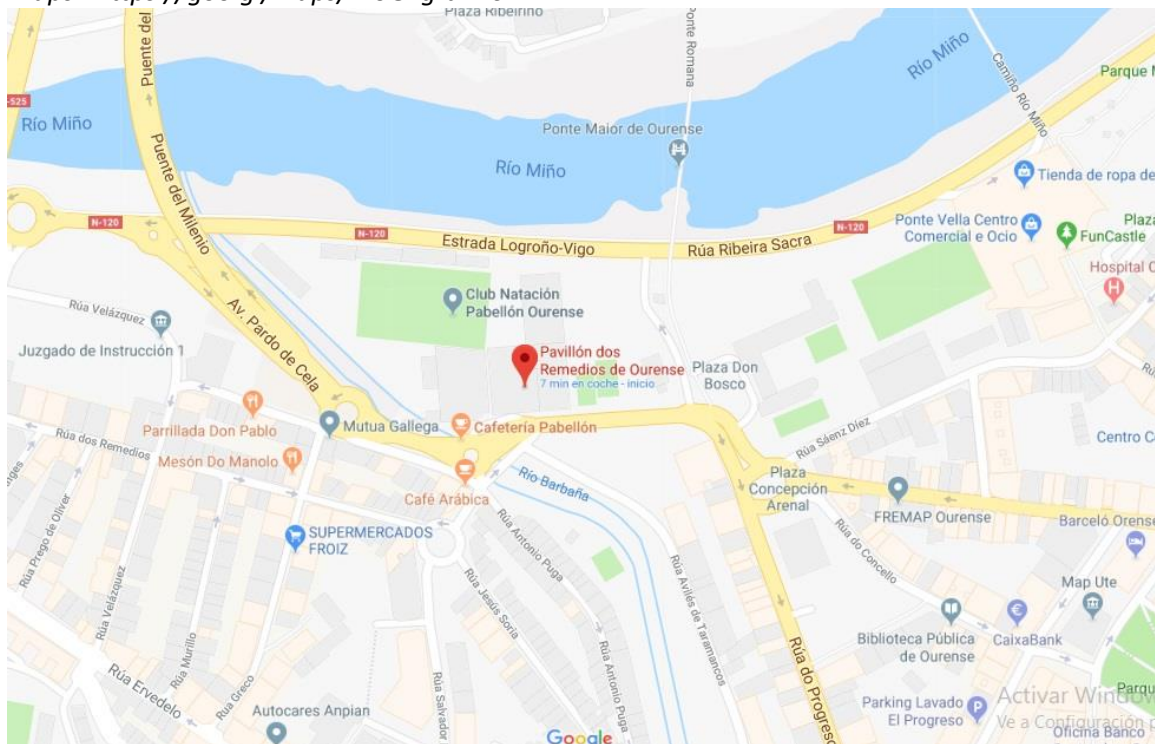 Plaza Ribeiriño
Puente del
Ponte Romana
Río Miño
Camiño Río Miño
Parque
N-525
Río Miño
Ponte Maior de Ourense
Río Miño
Puente del Milenio
Tienda de ropa de
N-120
N-120
Estrada Logroño-Vigo
Rúa Ribeira Sacra
N-120
Ponte Vella Centro
Comercial e Ocio
Plaza
FunCastle
Hospital C
Rúa Velázquez
Club Natación
Pabellón Ourense
Av. Pardo de Cela
Juzgado de Instrucción 1
Pavillón dos
Remedios de Ourense
7 min en coche - inicio
Plaza Don
Bosco
Parrillada Don Pablo
Mutua Gallega
Cafetería Pabellón
Rúa dos Remedios
Mesón Do Manolo
Café Arábica
Río Barbaña
Rúa Sáenz Díez
Centro C
Plaza
Concepción
Arenal
FREMAP Ourense
Barceló Orense
SUPERMERCADOS
FROIZ
Rúa Prego de Oliver
Rúa Velázquez
Rúa Antonio Puga
Rúa Jesús Soria
Rúa Avilés de Taramancos
Rúa do Concello
Map Ute
Biblioteca Pública
de Ourense
CaixaBank
Rúa Murillo
Rua Greco
Rúa Ervedelo
Rúa Salvador
Rúa Antonio Puga
Rúa do Progreso
Autocares Anpian
Parking Lavado
El Progreso
Parqu
Activar Windows
Ve a Configuración p
Oficina Banco
Google